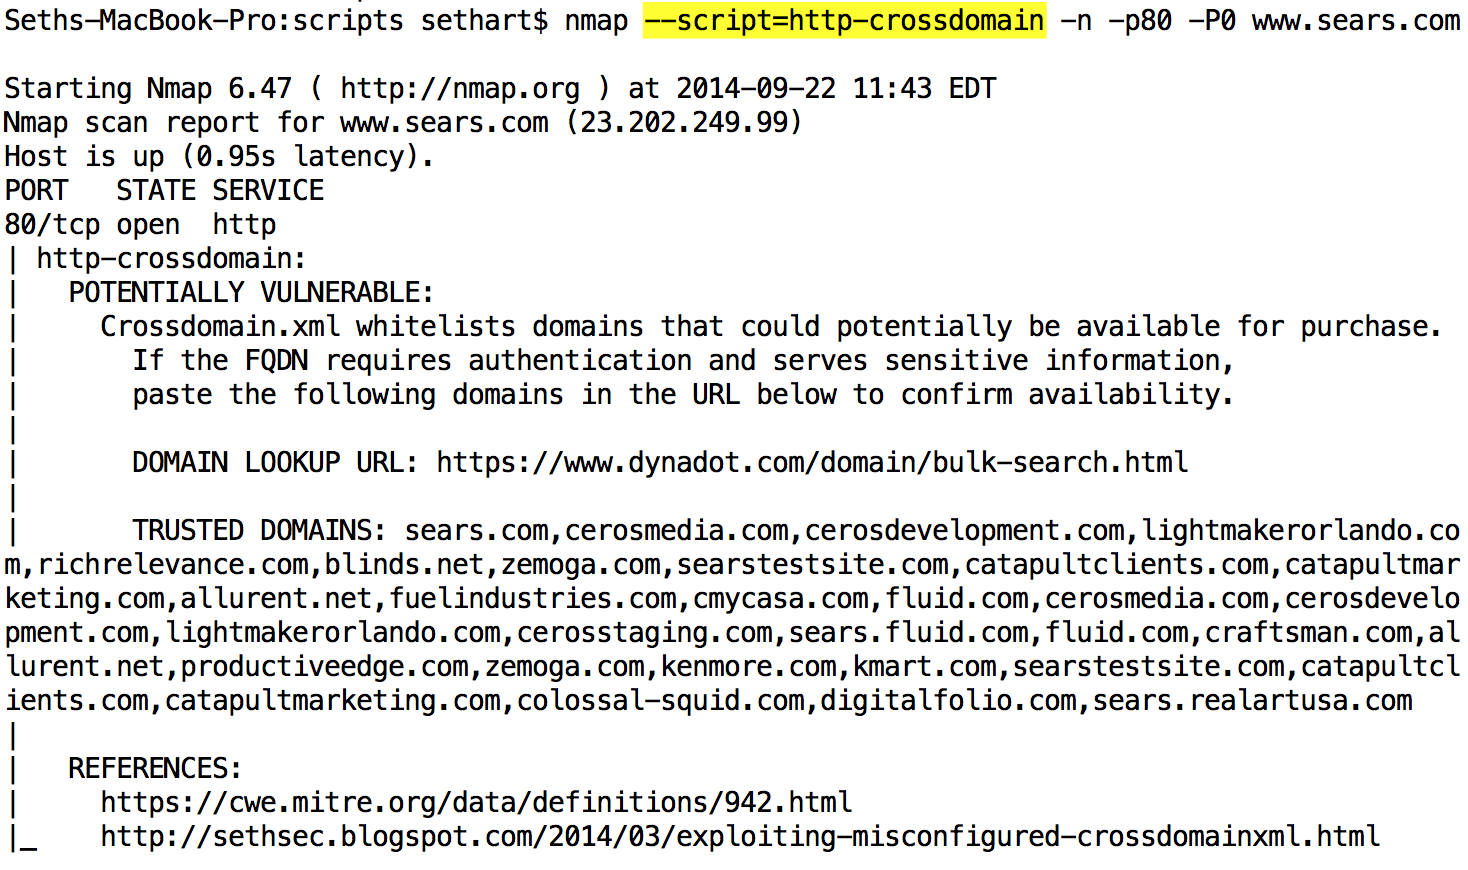 Seths-MacBook-Pro:scripts sethart$ nmap --script=http-crossdomain -n -p80 -P0 www.sears.com
Starting Nmap 6.47 ( http://nmap.org ) at 2014-09-22 11:43 EDT
Nmap scan report for www.sears.com (23.202.249.99)
Host is up (0.95s latency).
PORT   STATE SERVICE
80/tcp open  http
| http-crossdomain:
|   POTENTIALLY VULNERABLE:
|     Crossdomain.xml whitelists domains that could potentially be available for purchase.
|       If the FQDN requires authentication and serves sensitive information,
|       paste the following domains in the URL below to confirm availability.
|
|       DOMAIN LOOKUP URL: https://www.dynadot.com/domain/bulk-search.html
|
|       TRUSTED DOMAINS: sears.com,cerosmedia.com,cerosdevelopment.com,lightmakerorlando.co
m,richrelevance.com,blinds.net,zemoga.com,searstestsite.com,catapultclients.com,catapultmar
keting.com,allurent.net,fuelindustries.com,cmycasa.com,fluid.com,cerosmedia.com,cerosdevelo
pment.com,lightmakerorlando.com,cerosstaging.com,sears.fluid.com,fluid.com,craftsman.com,al
lurent.net,productiveedge.com,zemoga.com,kenmore.com,kmart.com,searstestsite.com,catapultcl
ients.com,catapultmarketing.com,colossal-squid.com,digitalfolio.com,sears.realartusa.com
|
|   REFERENCES:
|     https://cwe.mitre.org/data/definitions/942.html
|_    http://sethsec.blogspot.com/2014/03/exploiting-misconfigured-crossdomainxml.html